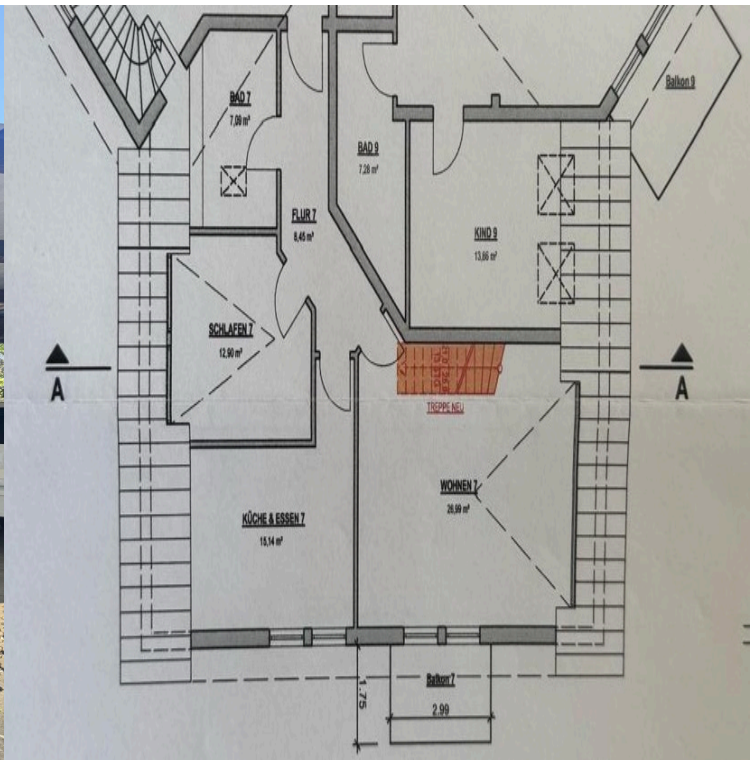 Balkon 9
BAD 7
7,09 m²
BAD 9
7,28 m²
FLUR 7
8,45 m²
KIND 9
13,86 m²
SCHLAFEN 7
12,90 m²
A
A
TREPPE NEU
WOHNEN 7
26,99 m²
KÜCHE & ESSEN 7
15,14 m²
Balkon 7
1.75
2.99